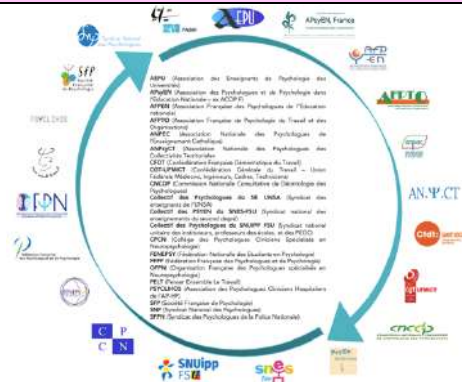 AEPU
APsyEN France
AFPTO
AN.P.CT
cncdp
SNUipp
FSU
snes
SFP
C P
C N
AEPU (Association des Enseignants de Psychologie des
Universités)
APsyEN (Association des Psychologues et de Psychologie dans
l'Education Nationale – ex ACOP-F)
AFPEN (Association Française des Psychologues de l'Education
nationale)
AFPTO (Association Française de Psychologie du Travail et des
Organisations)
ANPEC (Association Nationale des Psychologues de
l'Enseignement Catholique)
ANPsyCT (Association Nationale des Psychologues des
Collectivités Territoriales)
CFDT (Confédération Française Démocratique du Travail)
CGT-UFMICT (Confédération Générale du Travail – Union
Fédérale Médecins, Ingénieurs, Cadres, Techniciens)
CNCDP (Commission Nationale Consultative de Déontologie des
Psychologues)
Collectif des Psychologues du SE UNSA (Syndicat des
enseignants de l'UNSA)
Collectif des PSYEN du SNES-FSU (Syndicat national des
enseignements du second degré)
Collectif des Psychologues du SNUIPP FSU (Syndicat national
unitaire des instituteurs, professeurs des écoles, et des PEGC)
CPCN (Collège des Psychologues Cliniciens Spécialisés en
Neuropsychologie)
FENEPSY (Fédération Nationale des Etudiants en Psychologie)
FFPP (Fédération Française des Psychologues et de Psychologie)
OFPN (Organisation Française des Psychologues spécialisés en
Neuropsychologie)
PELT (Penser Ensemble Le Travail)
PSYCLIHOS (Association des Psychologues Cliniciens Hospitaliers
de l'AP-HP)
SFP (Société Française de Psychologie)
SNP (Syndicat National des Psychologues)
SPPN (Syndicat des Psychologues de la Police Nationale)